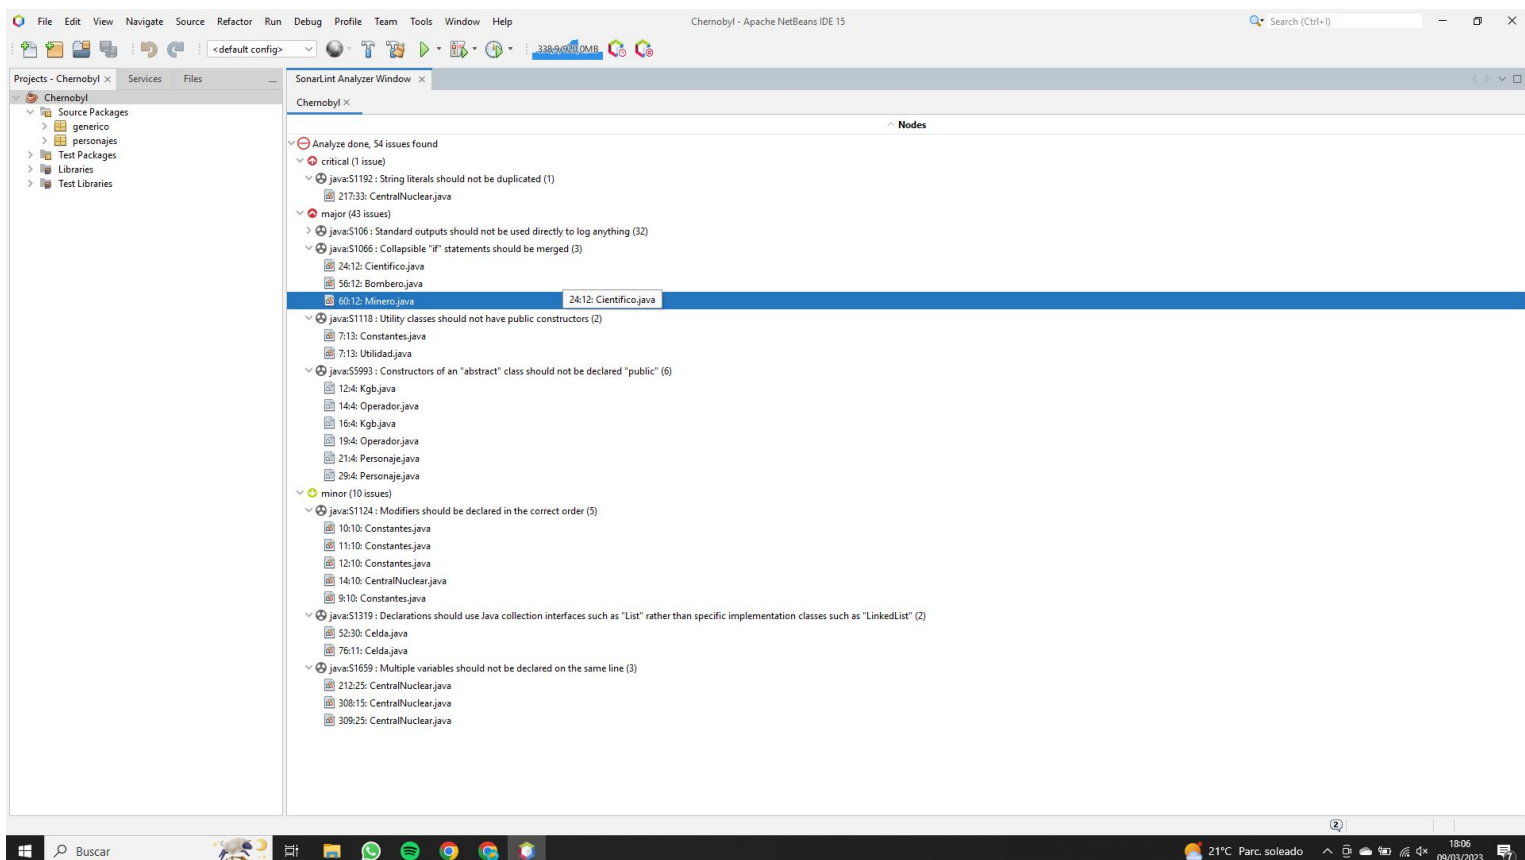 File Edit View Navigate Source Refactor Run Debug Profile Team Tools Window Help
Chernobyl - Apache NetBeans IDE 15
Search (Ctrl+I)
<default config>
338,9/920,0MB
Projects - Chernobyl × Services Files
SonarLint Analyzer Window ×
Chernobyl
Source Packages
generico
personajes
Test Packages
Libraries
Test Libraries
Chernobyl ×
Nodes
Analyze done, 54 issues found
critical (1 issue)
java:S1192 : String literals should not be duplicated (1)
217:33: CentralNuclear.java
major (43 issues)
java:S106 : Standard outputs should not be used directly to log anything (32)
java:S1066 : Collapsible "if" statements should be merged (3)
24:12: Cientifico.java
56:12: Bombero.java
60:12: Minero.java
24:12: Cientifico.java
java:S1118 : Utility classes should not have public constructors (2)
7:13: Constantes.java
7:13: Utilidad.java
java:S5993 : Constructors of an "abstract" class should not be declared "public" (6)
12:4: Kgb.java
14:4: Operador.java
16:4: Kgb.java
19:4: Operador.java
21:4: Personaje.java
29:4: Personaje.java
minor (10 issues)
java:S1124 : Modifiers should be declared in the correct order (5)
10:10: Constantes.java
11:10: Constantes.java
12:10: Constantes.java
14:10: CentralNuclear.java
9:10: Constantes.java
java:S1319 : Declarations should use Java collection interfaces such as "List" rather than specific implementation classes such as "LinkedList" (2)
52:30: Celda.java
76:11: Celda.java
java:S1659 : Multiple variables should not be declared on the same line (3)
212:25: CentralNuclear.java
308:15: CentralNuclear.java
309:25: CentralNuclear.java
2
Buscar
21°C Parc. soleado
18:06
09/03/2023